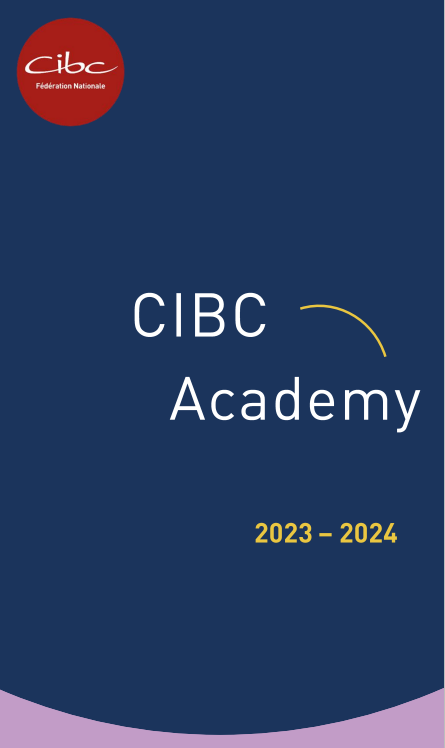 cibc
Fédération Nationale
CIBC
Academy
2023 – 2024